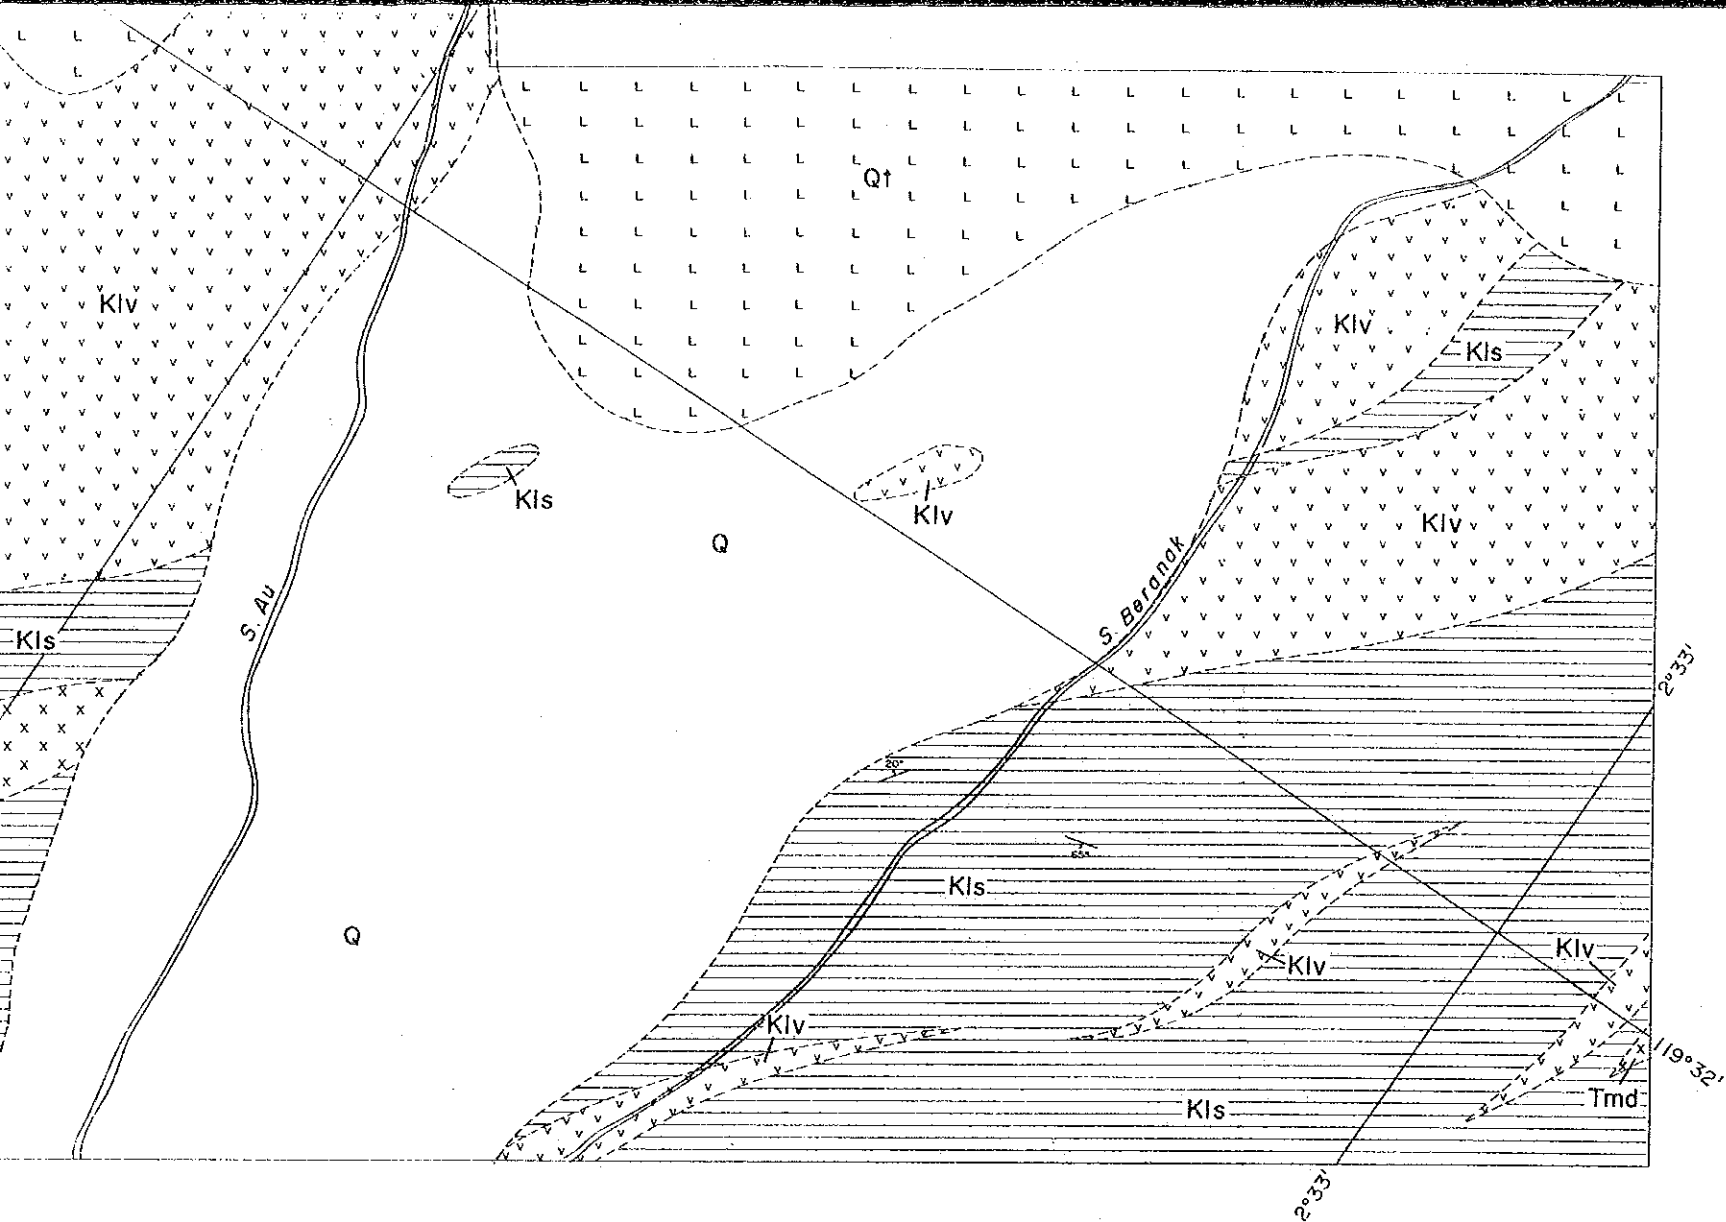 Q†
Klv
Klv
Kls
Kls
Klv
Klv
Q
S. Beranak
S. Au
Kls
2°33'
20°
65°
Kls
Q
Klv
Klv
Klv
119°32'
Tmd
Kls
2°33'